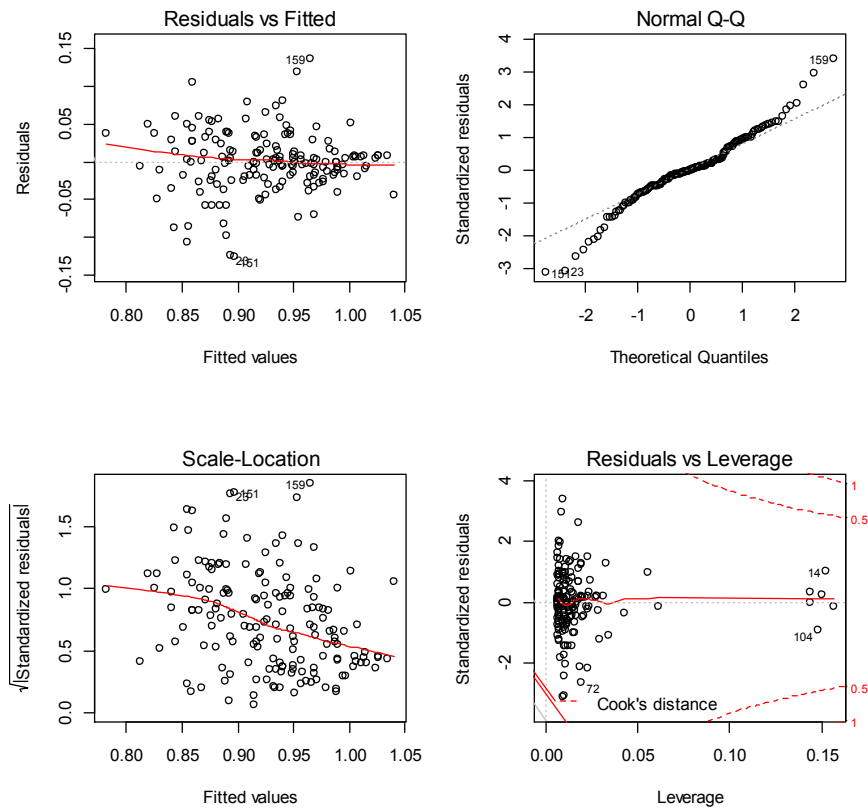 Residuals vs Fitted
0.15
0.05
-0.05
-0.15
Residuals
159
151
0.80 0.85 0.90 0.95 1.00 1.05
Fitted values
Normal Q-Q
4
3
2
1
0
-1
-2
-3
Standardized residuals
159
151 23
-2 -1 0 1 2
Theoretical Quantiles
Scale-Location
1.5
1.0
0.5
0.0
√|Standardized residuals|
159
151
0.80 0.85 0.90 0.95 1.00 1.05
Fitted values
Residuals vs Leverage
4
2
0
-2
Standardized residuals
1
0.5
14
104
72
0.5
1
Cook's distance
0.00 0.05 0.10 0.15
Leverage